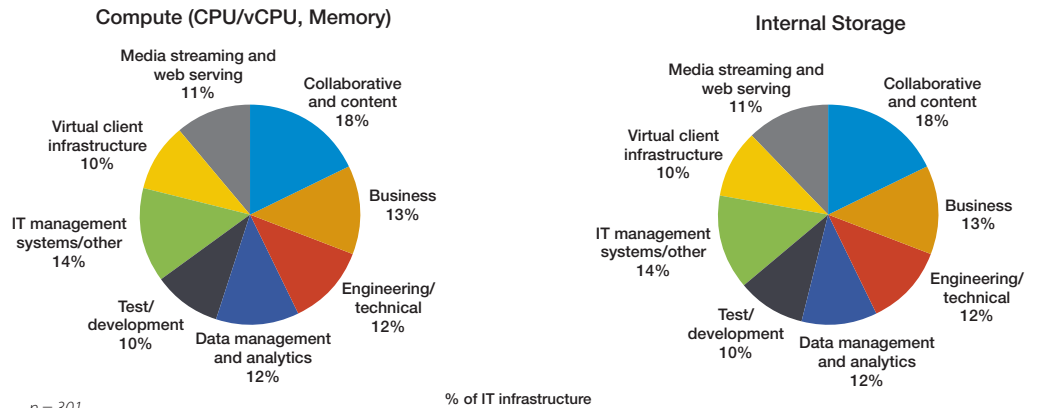 Compute (CPU/vCPU, Memory)
Media streaming and
web serving
11%
Collaborative
and content
18%
Virtual client
infrastructure
10%
Business
13%
IT management
systems/other
14%
Engineering/
technical
12%
Test/
development
10%
Data management
and analytics
12%
Internal Storage
Media streaming and
web serving
11%
Collaborative
and content
18%
Virtual client
infrastructure
10%
Business
13%
IT management
systems/other
14%
Engineering/
technical
12%
Test/
development
10%
Data management
and analytics
12%
n = 301
% of IT infrastructure